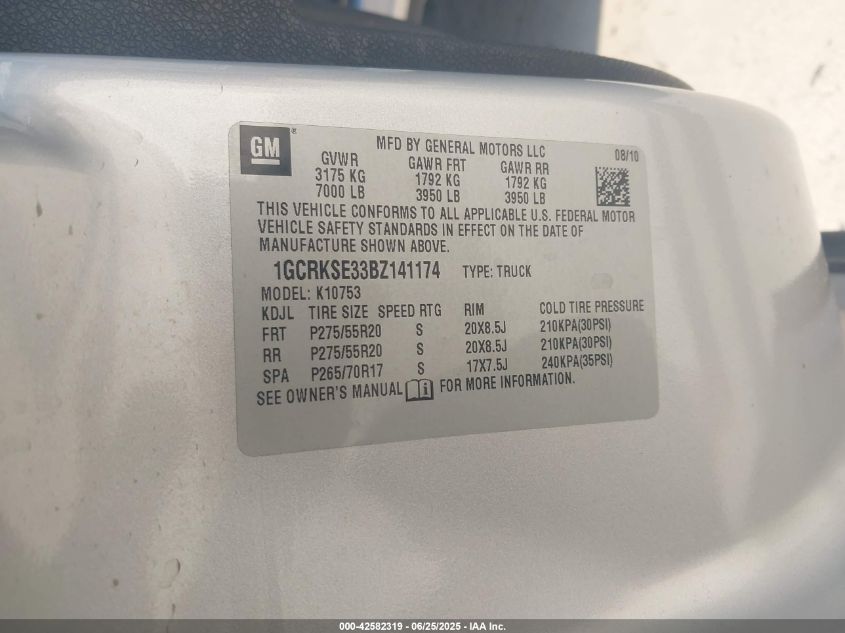 GM®
MFD BY GENERAL MOTORS LLC 08/10
GVWR GAWR FRT GAWR RR
3175 KG 1792 KG 1792 KG
7000 LB 3950 LB 3950 LB
THIS VEHICLE CONFORMS TO ALL APPLICABLE U.S. FEDERAL MOTOR
VEHICLE SAFETY STANDARDS IN EFFECT ON THE DATE OF
MANUFACTURE SHOWN ABOVE.
1GCRKSE33BZ141174 TYPE: TRUCK
MODEL: K10753
KDJL TIRE SIZE SPEED RTG RIM COLD TIRE PRESSURE
FRT P275/55R20 S 20X8.5J 210KPA(30PSI)
RR P275/55R20 S 20X8.5J 210KPA(30PSI)
SPA P265/70R17 S 17X7.5J 240KPA(35PSI)
SEE OWNER'S MANUAL i FOR MORE INFORMATION.
000-42582319 - 06/25/2025 - IAA Inc.